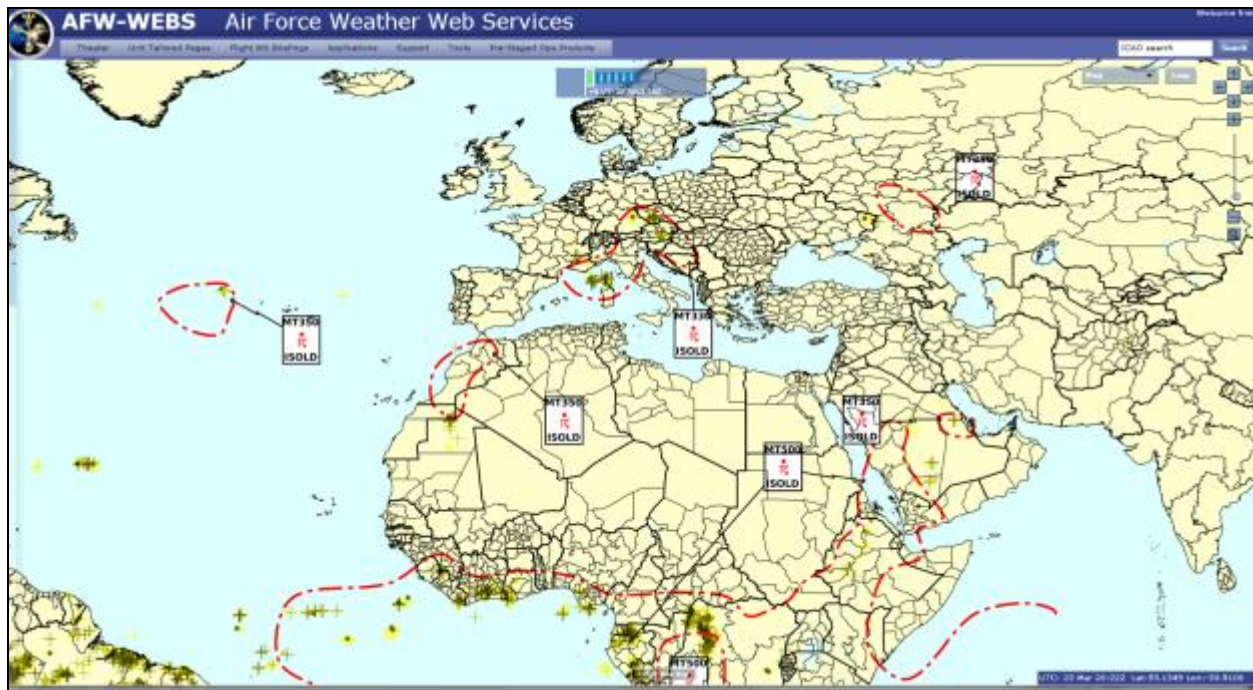 AFW-WEBS Air Force Weather Web Services
Theater Unit Tailored Pages Flight Wx Briefings Applications Support Tools Pre-Staged Ops Products
ICAO search Search
MT350
ISOLD
MT330
ISOLD
ISOLD
MT350
ISOLD
MT350
ISOLD
MT500
ISOLD
MT500